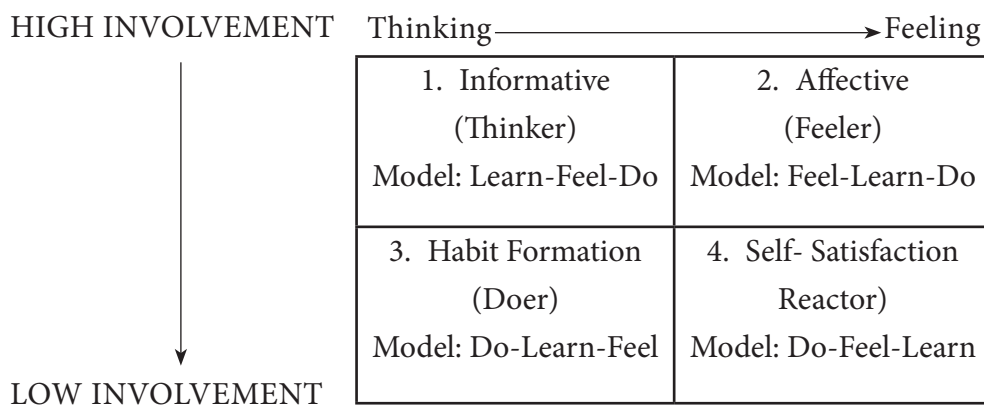 HIGH INVOLVEMENT Thinking Feeling
1. Informative
(Thinker)
Model: Learn-Feel-Do
2. Affective
(Feeler)
Model: Feel-Learn-Do
3. Habit Formation
(Doer)
Model: Do-Learn-Feel
4. Self- Satisfaction
Reactor)
Model: Do-Feel-Learn
LOW INVOLVEMENT